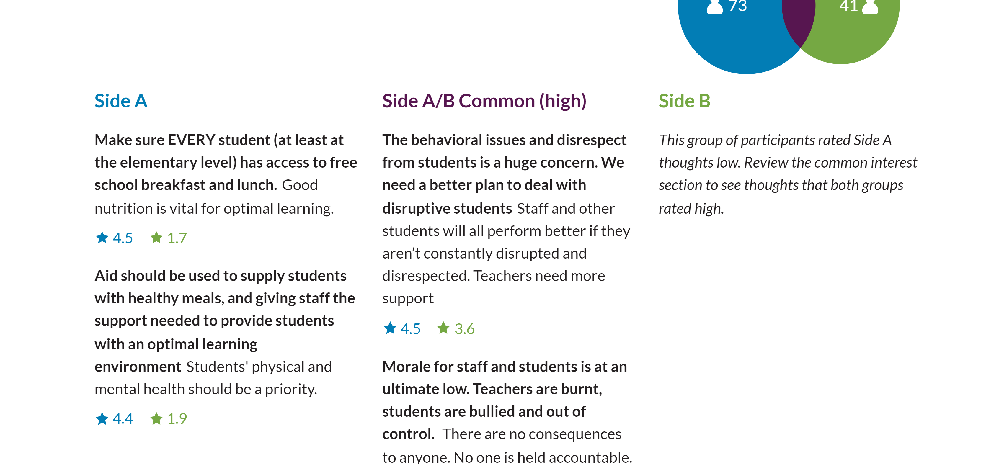 73
41
Side A
Make sure EVERY student (at least at
the elementary level) has access to free
school breakfast and lunch. Good
nutrition is vital for optimal learning.
4.5 1.7
Aid should be used to supply students
with healthy meals, and giving staff the
support needed to provide students
with an optimal learning
environment Students' physical and
mental health should be a priority.
4.4 1.9
Side A/B Common (high)
The behavioral issues and disrespect
from students is a huge concern. We
need a better plan to deal with
disruptive students Staff and other
students will all perform better if they
aren’t constantly disrupted and
disrespected. Teachers need more
support
4.5 3.6
Morale for staff and students is at an
ultimate low. Teachers are burnt,
students are bullied and out of
control. There are no consequences
to anyone. No one is held accountable.
Side B
This group of participants rated Side A
thoughts low. Review the common interest
section to see thoughts that both groups
rated high.